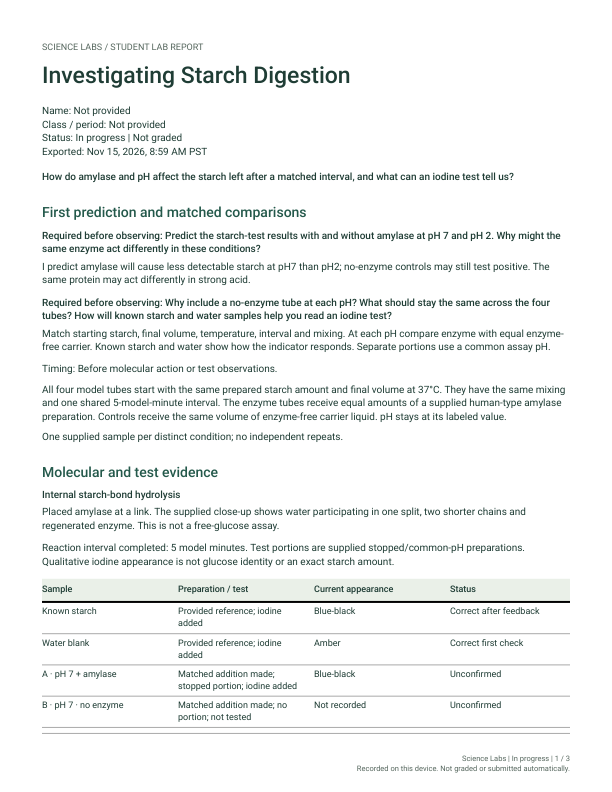 SCIENCE LABS / STUDENT LAB REPORT
Investigating Starch Digestion
Name: Not provided
Class / period: Not provided
Status: In progress | Not graded
Exported: Nov 15, 2026, 8:59 AM PST
How do amylase and pH affect the starch left after a matched interval, and what can an iodine test tell us?
First prediction and matched comparisons
Required before observing: Predict the starch-test results with and without amylase at pH 7 and pH 2. Why might the
same enzyme act differently in these conditions?
I predict amylase will cause less detectable starch at pH7 than pH2; no-enzyme controls may still test positive. The
same protein may act differently in strong acid.
Required before observing: Why include a no-enzyme tube at each pH? What should stay the same across the four
tubes? How will known starch and water samples help you read an iodine test?
Match starting starch, final volume, temperature, interval and mixing. At each pH compare enzyme with equal enzyme-
free carrier. Known starch and water show how the indicator responds. Separate portions use a common assay pH.
Timing: Before molecular action or test observations.
All four model tubes start with the same prepared starch amount and final volume at 37°C. They have the same mixing
and one shared 5-model-minute interval. The enzyme tubes receive equal amounts of a supplied human-type amylase
preparation. Controls receive the same volume of enzyme-free carrier liquid. pH stays at its labeled value.
One supplied sample per distinct condition; no independent repeats.
Molecular and test evidence
Internal starch-bond hydrolysis
Placed amylase at a link. The supplied close-up shows water participating in one split, two shorter chains and
regenerated enzyme. This is not a free-glucose assay.
Reaction interval completed: 5 model minutes. Test portions are supplied stopped/common-pH preparations.
Qualitative iodine appearance is not glucose identity or an exact starch amount.
Sample Preparation / test Current appearance Status
Known starch Provided reference; iodine Blue-black Correct after feedback
added
Water blank Provided reference; iodine Amber Correct first check
added
A · pH 7 + amylase Matched addition made; Blue-black Unconfirmed
stopped portion; iodine added
B · pH 7 · no enzyme Matched addition made; no Not recorded Unconfirmed
portion; not tested
Science Labs | In progress | 1 / 3
Recorded on this device. Not graded or submitted automatically.